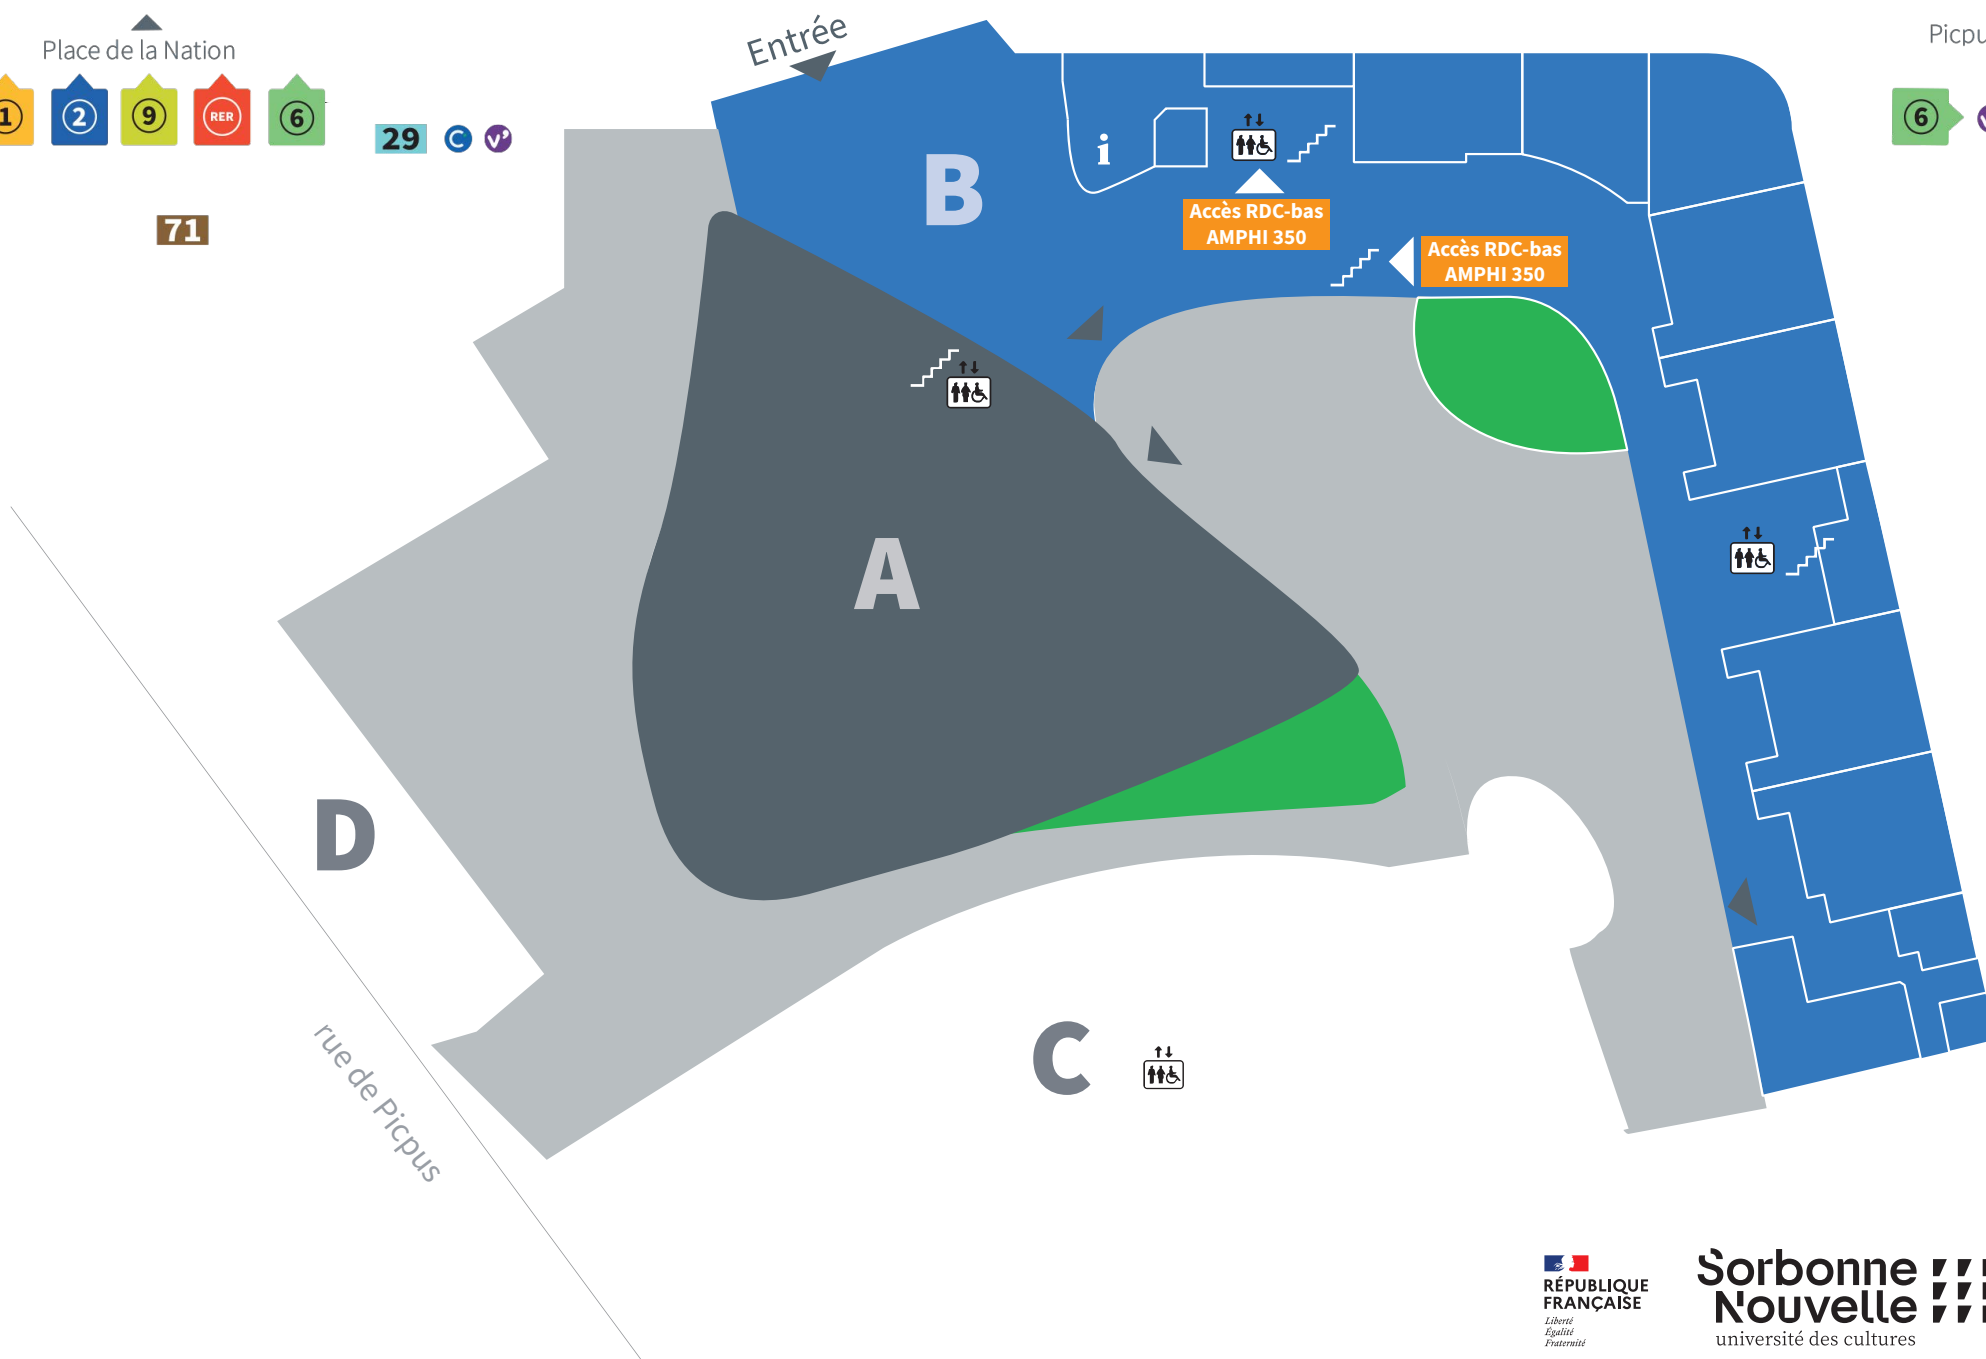 Place de la Nation
1
2
9
RER
6
29
C
V'
71
Entrée
Picpu
6
i
B
Accès RDC-bas
AMPHI 350
Accès RDC-bas
AMPHI 350
A
D
C
rue de Picpus
RÉPUBLIQUE
FRANÇAISE
Liberté
Égalité
Fraternité
Sorbonne
Nouvelle
université des cultures